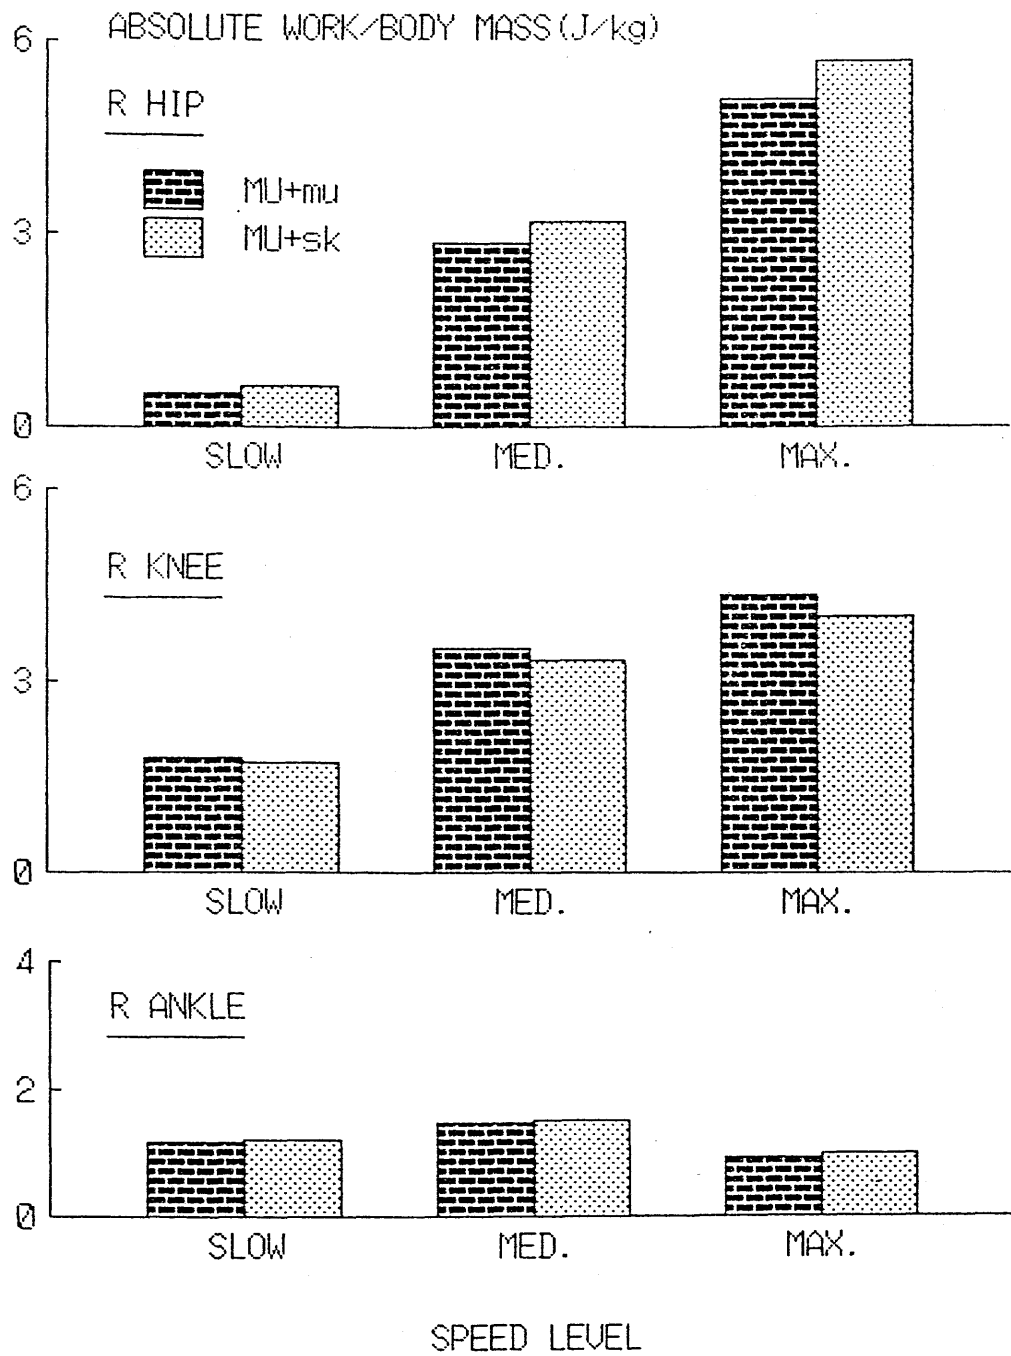 ABSOLUTE WORK/BODY MASS(J/kg)
6
R HIP
MU+mu
3
MU+sk
0
SLOW MED. MAX.
6
R KNEE
3
0
SLOW MED. MAX.
4
R ANKLE
2
0
SLOW MED. MAX.
SPEED LEVEL